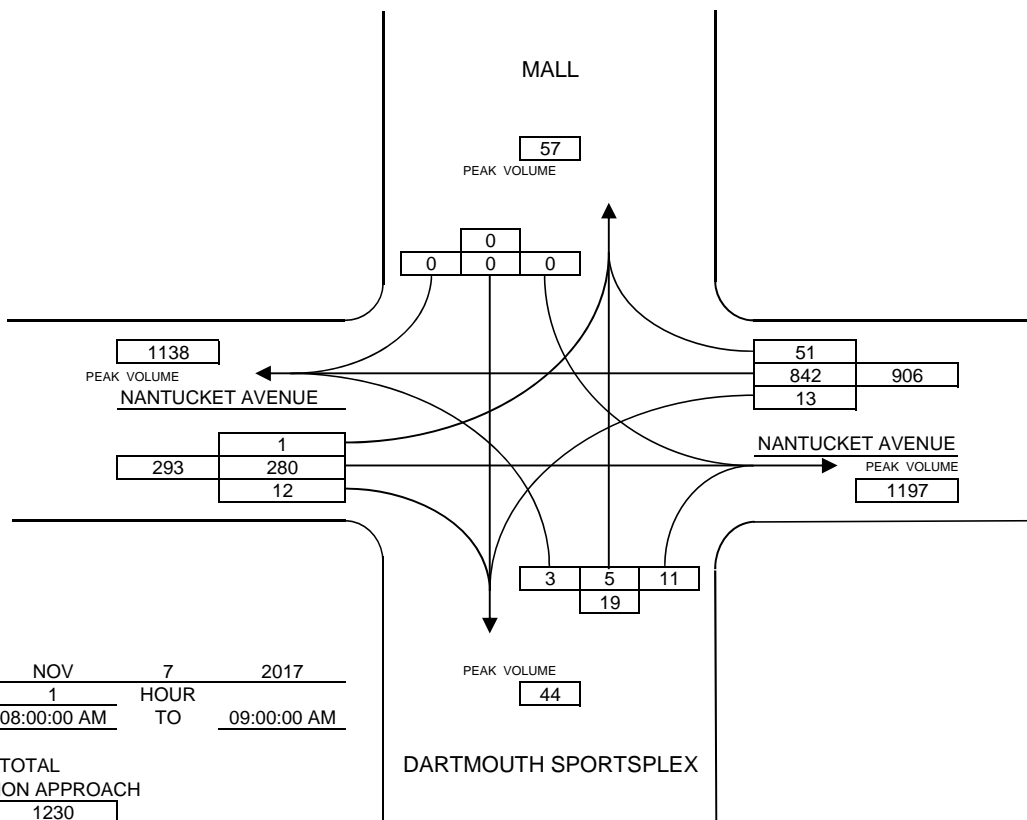 MALL
57
PEAK VOLUME
0
0 0 0
1138
PEAK VOLUME
NANTUCKET AVENUE
51
842 906
13
1
293 280
12
NANTUCKET AVENUE
PEAK VOLUME
1197
3 5 11
19
PEAK VOLUME
44
NOV 7 2017
1 HOUR
08:00:00 AM TO 09:00:00 AM
DARTMOUTH SPORTSPLEX
TOTAL
ON APPROACH
1230